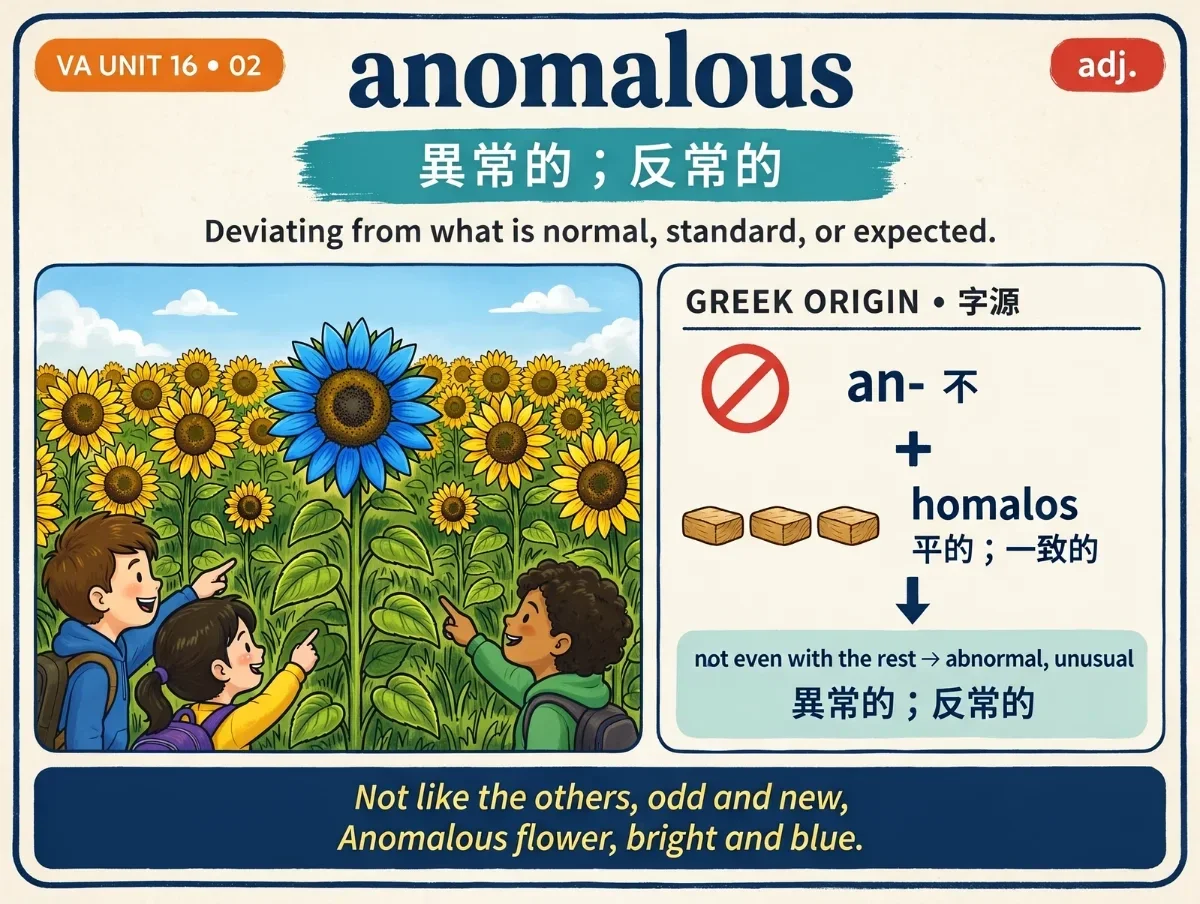 VA UNIT 16 • 02
anomalous
adj.
異常的；反常的
Deviating from what is normal, standard, or expected.
GREEK ORIGIN • 字源
an- 不
+
homalos
平的；一致的
not even with the rest → abnormal, unusual
異常的；反常的
Not like the others, odd and new,
Anomalous flower, bright and blue.